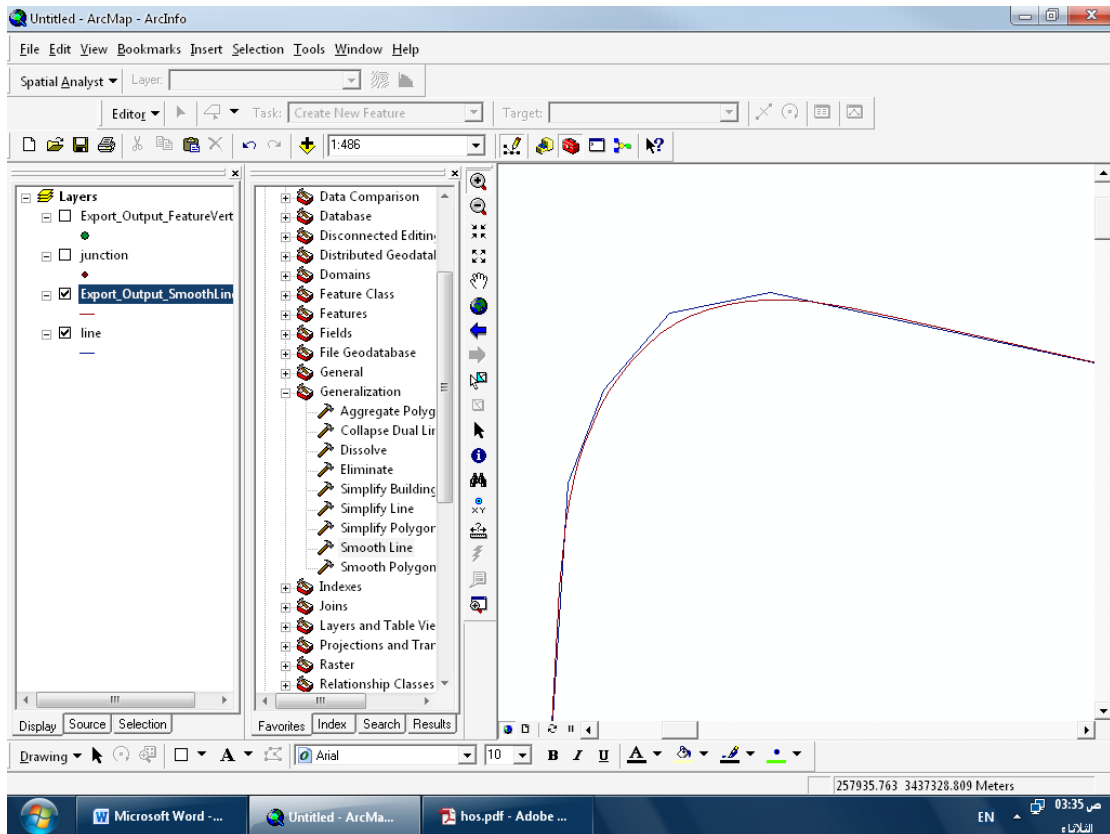 Untitled - ArcMap - ArcInfo
File Edit View Bookmarks Insert Selection Tools Window Help
Spatial Analyst Layer:
Editor Task: Create New Feature Target:
1:486
Layers
Export_Output_FeatureVert
junction
Export_Output_SmoothLin
line
Data Comparison
Database
Disconnected Editin
Distributed Geodatal
Domains
Feature Class
Features
Fields
File Geodatabase
General
Generalization
Aggregate Polyg
Collapse Dual Lir
Dissolve
Eliminate
Simplify Building
Simplify Line
Simplify Polygor
Smooth Line
Smooth Polygon
Indexes
Joins
Layers and Table Vie
Projections and Tran
Raster
Relationship Classes
XY
Display Source Selection
Favorites Index Search Results
Drawing A Arial 10 B I U A
257935.763 3437328.809 Meters
Microsoft Word -... Untitled - ArcMa... hos.pdf - Adobe ... EN 03:35 ص
الثلاثاء